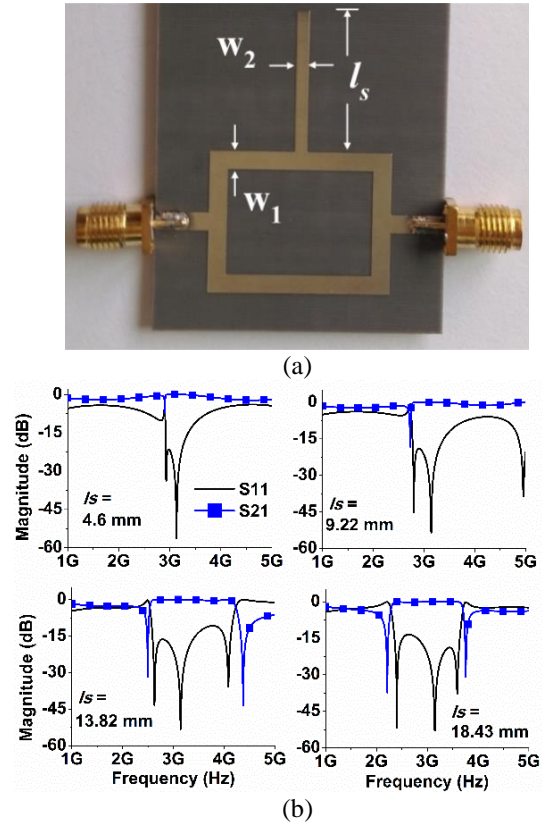 w2
ls
w1
(a)
Magnitude (dB)
0
-15
-30
-45
-60
ls =
4.6 mm
S11
S21
1G 2G 3G 4G 5G
0
-15
-30
-45
-60
ls =
9.22 mm
1G 2G 3G 4G 5G
Magnitude (dB)
0
-15
-30
-45
-60
ls =
13.82 mm
1G 2G 3G 4G 5G
Frequency (Hz)
0
-15
-30
-45
-60
ls =
18.43 mm
1G 2G 3G 4G 5G
Frequency (Hz)
(b)